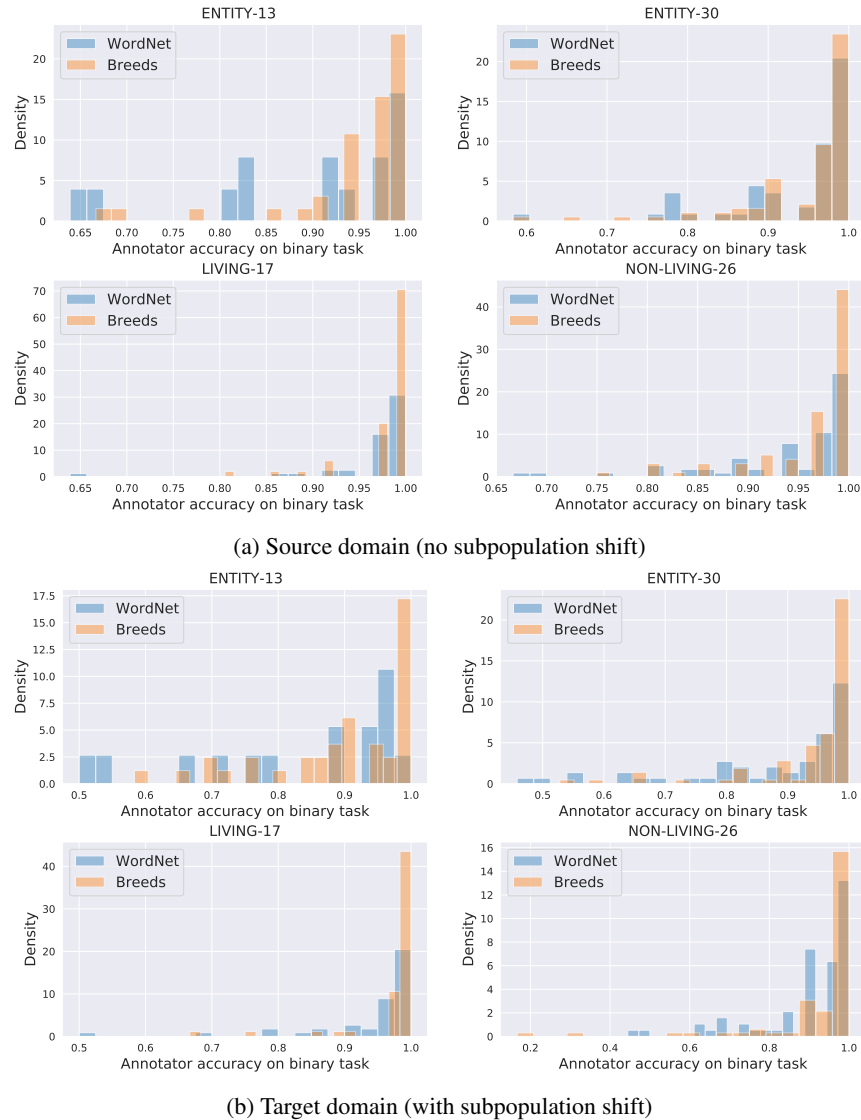 ENTITY-13
ENTITY-30
WordNet
Breeds
Density
20
15
10
5
0
0.65 0.70 0.75 0.80 0.85 0.90 0.95 1.00
Annotator accuracy on binary task
WordNet
Breeds
Density
20
15
10
5
0
0.6 0.7 0.8 0.9 1.0
Annotator accuracy on binary task
LIVING-17
NON-LIVING-26
WordNet
Breeds
Density
70
60
50
40
30
20
10
0
0.65 0.70 0.75 0.80 0.85 0.90 0.95 1.00
Annotator accuracy on binary task
WordNet
Breeds
Density
40
30
20
10
0
0.65 0.70 0.75 0.80 0.85 0.90 0.95 1.00
Annotator accuracy on binary task
(a) Source domain (no subpopulation shift)
ENTITY-13
ENTITY-30
WordNet
Breeds
Density
17.5
15.0
12.5
10.0
7.5
5.0
2.5
0.0
0.5 0.6 0.7 0.8 0.9 1.0
Annotator accuracy on binary task
WordNet
Breeds
Density
20
15
10
5
0
0.5 0.6 0.7 0.8 0.9 1.0
Annotator accuracy on binary task
LIVING-17
NON-LIVING-26
WordNet
Breeds
Density
40
30
20
10
0
0.5 0.6 0.7 0.8 0.9 1.0
Annotator accuracy on binary task
WordNet
Breeds
Density
16
14
12
10
8
6
4
2
0
0.2 0.4 0.6 0.8 1.0
Annotator accuracy on binary task
(b) Target domain (with subpopulation shift)